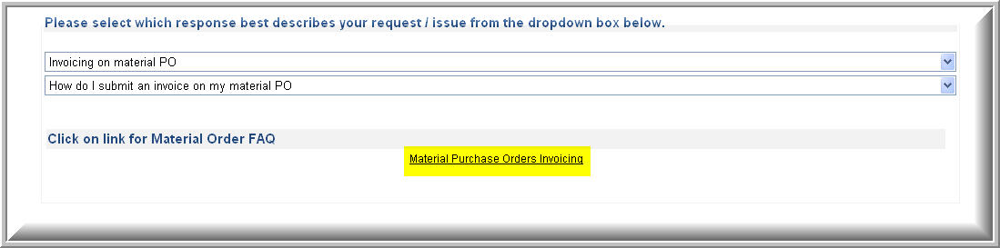 Please select which response best describes your request / issue from the dropdown box below.
Invoicing on material PO
How do I submit an invoice on my material PO
Click on link for Material Order FAQ
Material Purchase Orders Invoicing